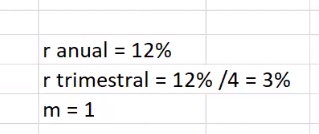 r anual = 12%
r trimestral = 12% /4 = 3%
m = 1